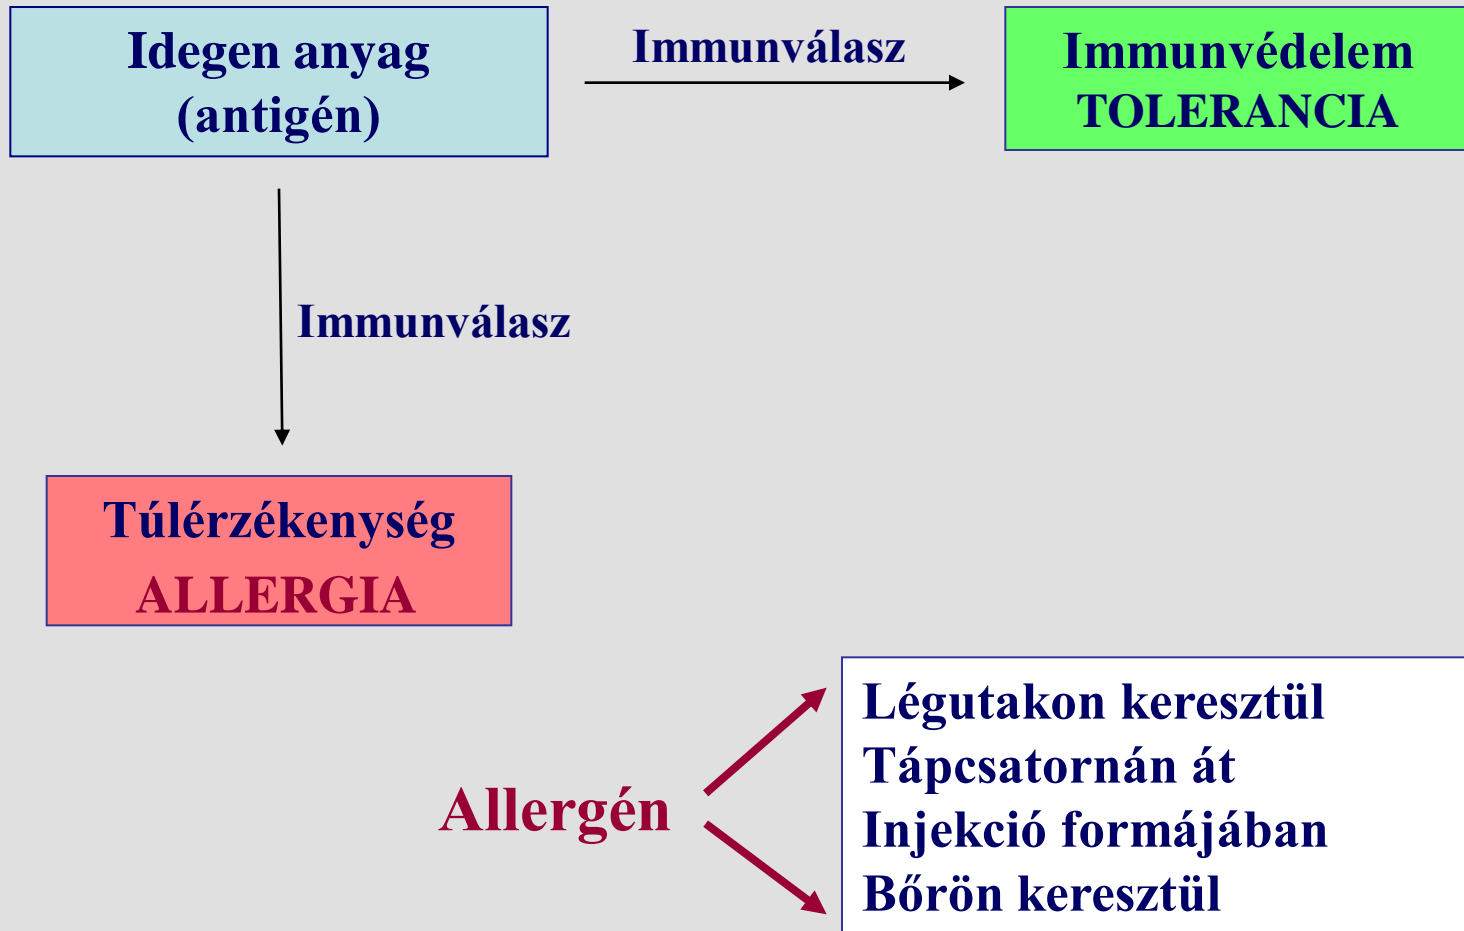 Idegen anyag
(antigén)
Immunválasz
Immunvédelem
TOLERANCIA
Immunválasz
Túlérzékenység
ALLERGIA
Allergén
Légutakon keresztül
Tápcsatornán át
Injekció formájában
Bőrön keresztül